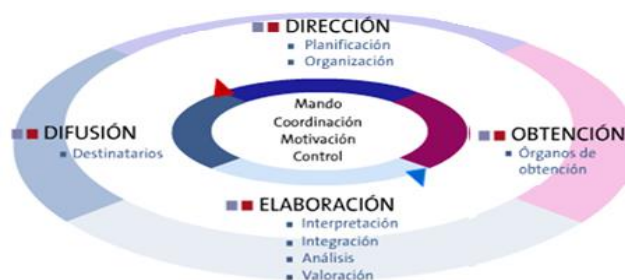 DIRECCIÓN
Planificación
Organización
Mando
Coordinación
Motivación
Control
DIFUSIÓN
Destinatarios
OBTENCIÓN
Órganos de
obtención
ELABORACIÓN
Interpretación
Integración
Análisis
Valoración